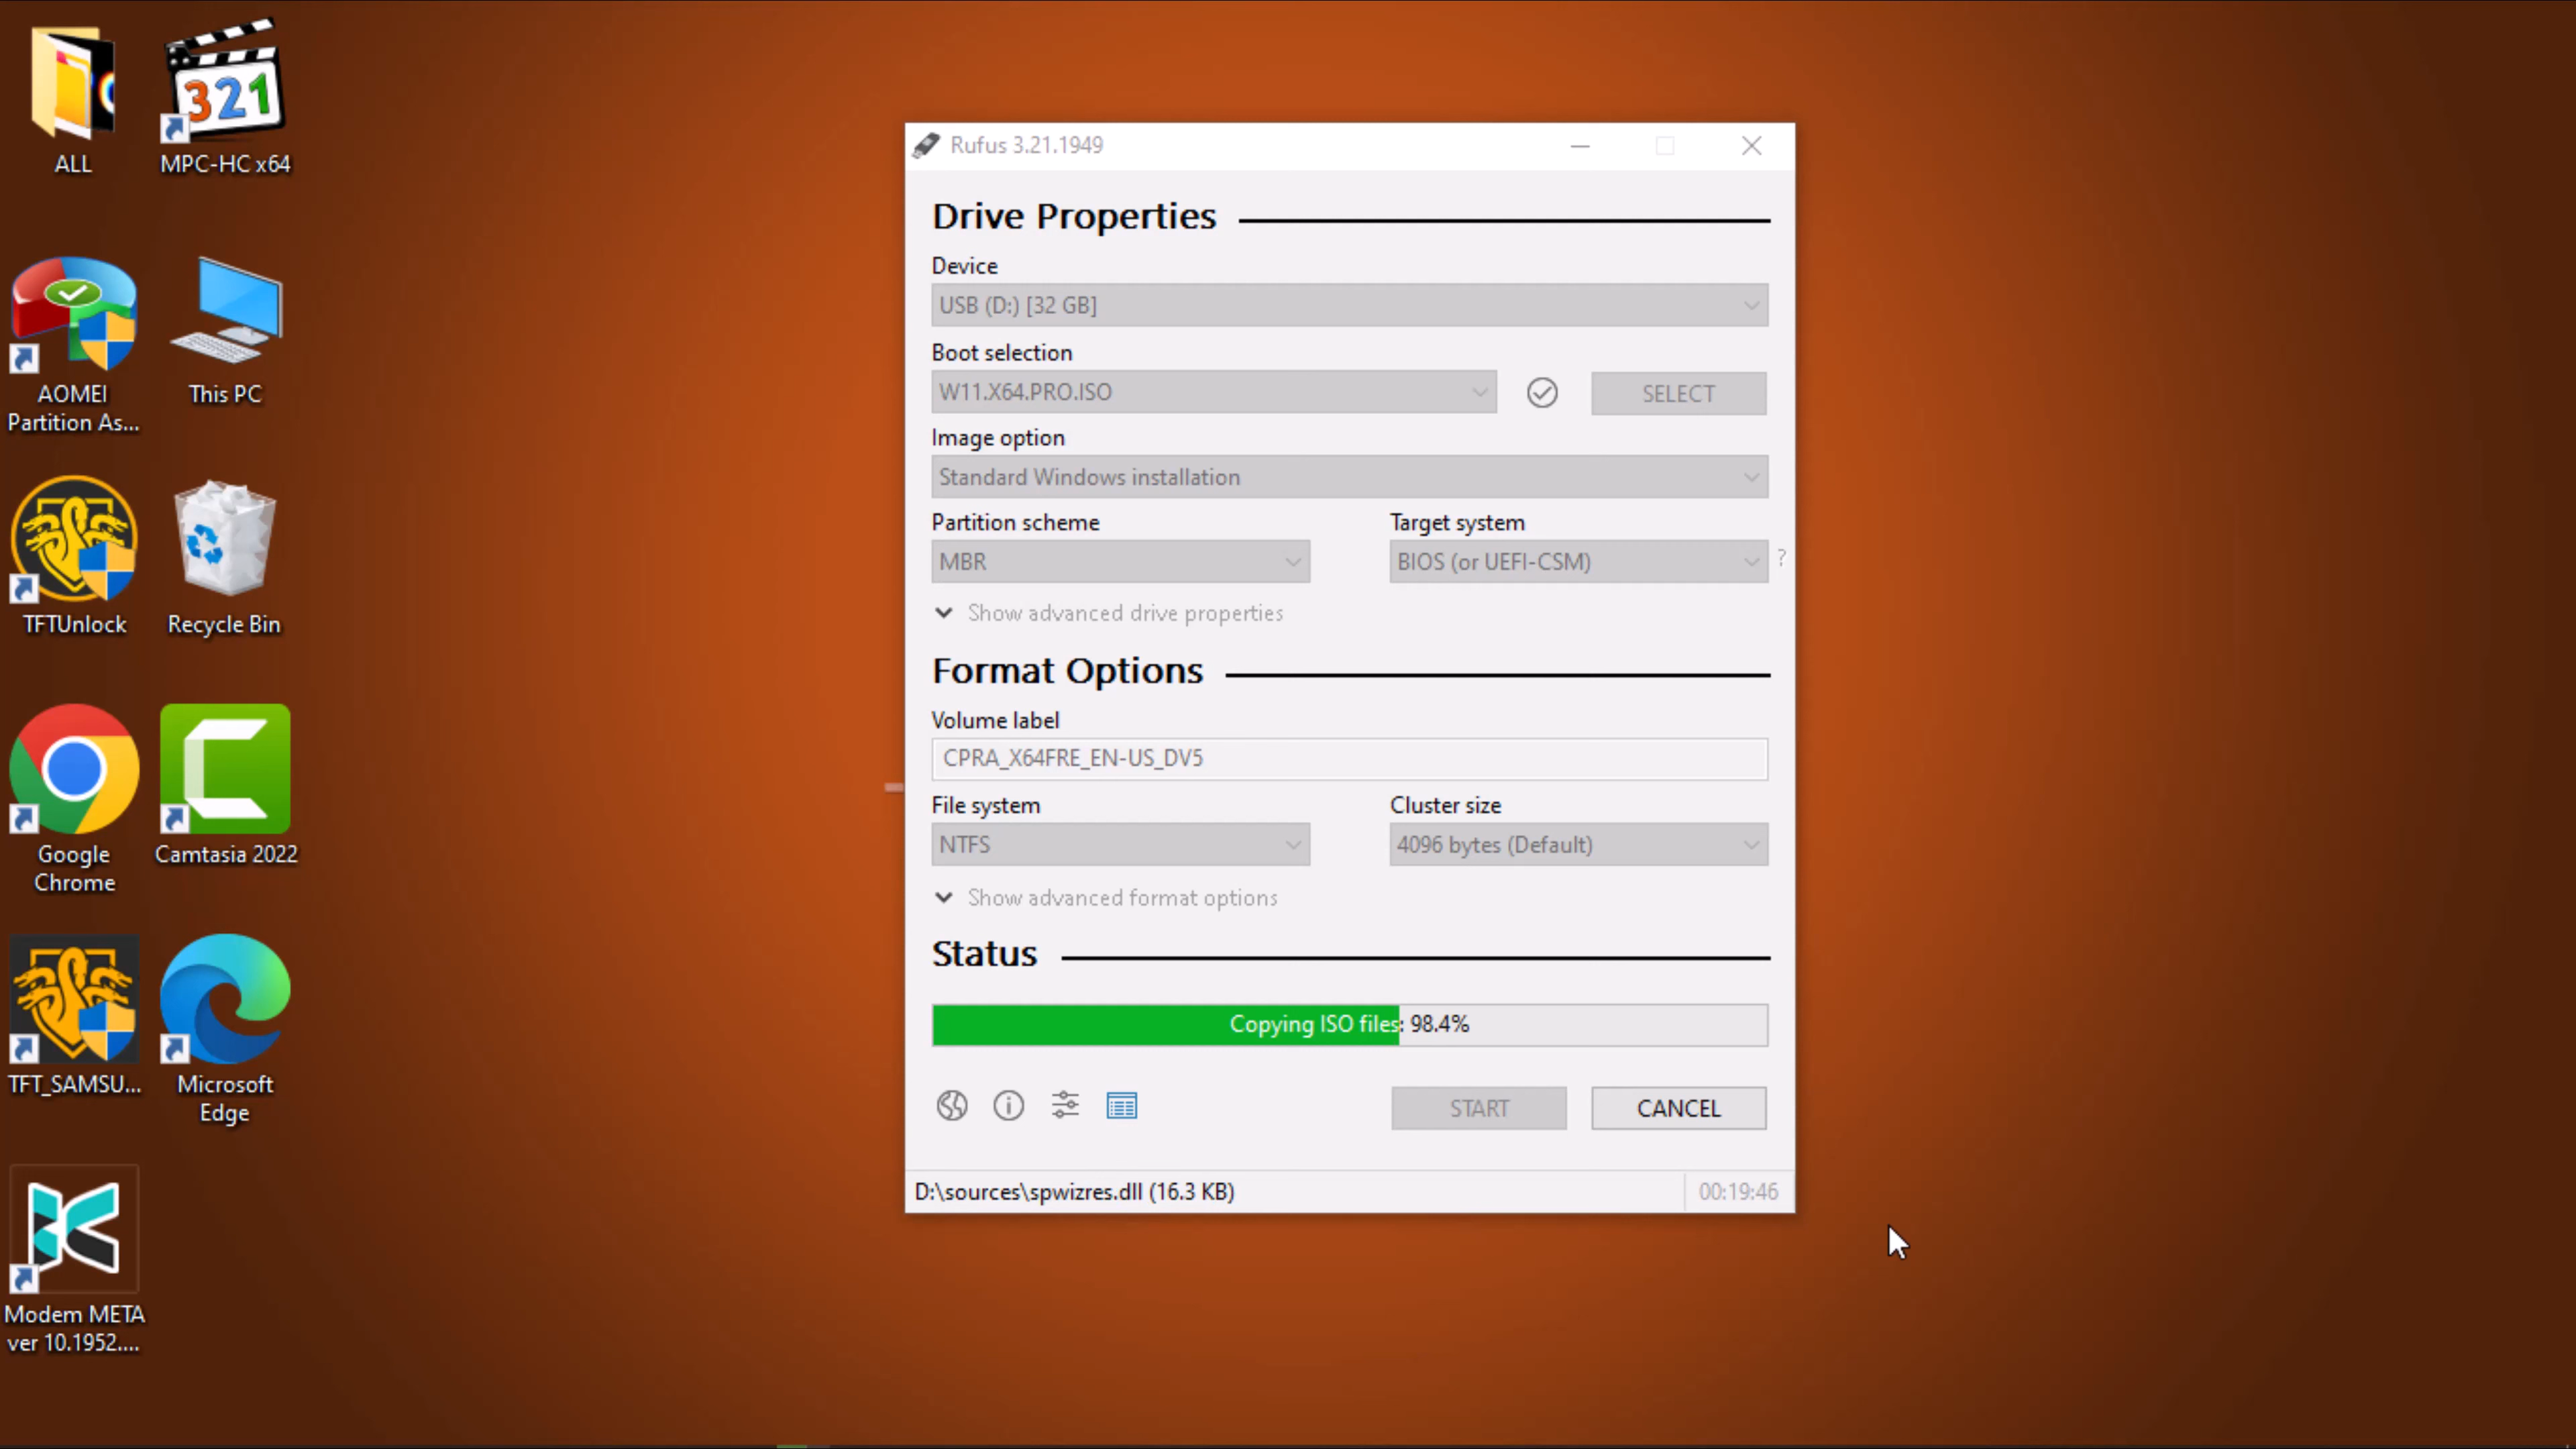 ALL
MPC-HC x64
321
AOMEI
Partition As...
This PC
TFTUnlock
Recycle Bin
Google
Chrome
Camtasia 2022
TFT_SAMSU...
Microsoft
Edge
Modem META
ver 10.1952....
Rufus 3.21.1949
Drive Properties
Device
USB (D:) [32 GB]
Boot selection
W11.X64.PRO.ISO
SELECT
Image option
Standard Windows installation
Partition scheme
Target system
MBR
BIOS (or UEFI-CSM)
?
Show advanced drive properties
Format Options
Volume label
CPRA_X64FRE_EN-US_DV5
File system
Cluster size
NTFS
4096 bytes (Default)
Show advanced format options
Status
Copying ISO files: 98.4%
START
CANCEL
D:\sources\spwizres.dll (16.3 KB)
00:19:46